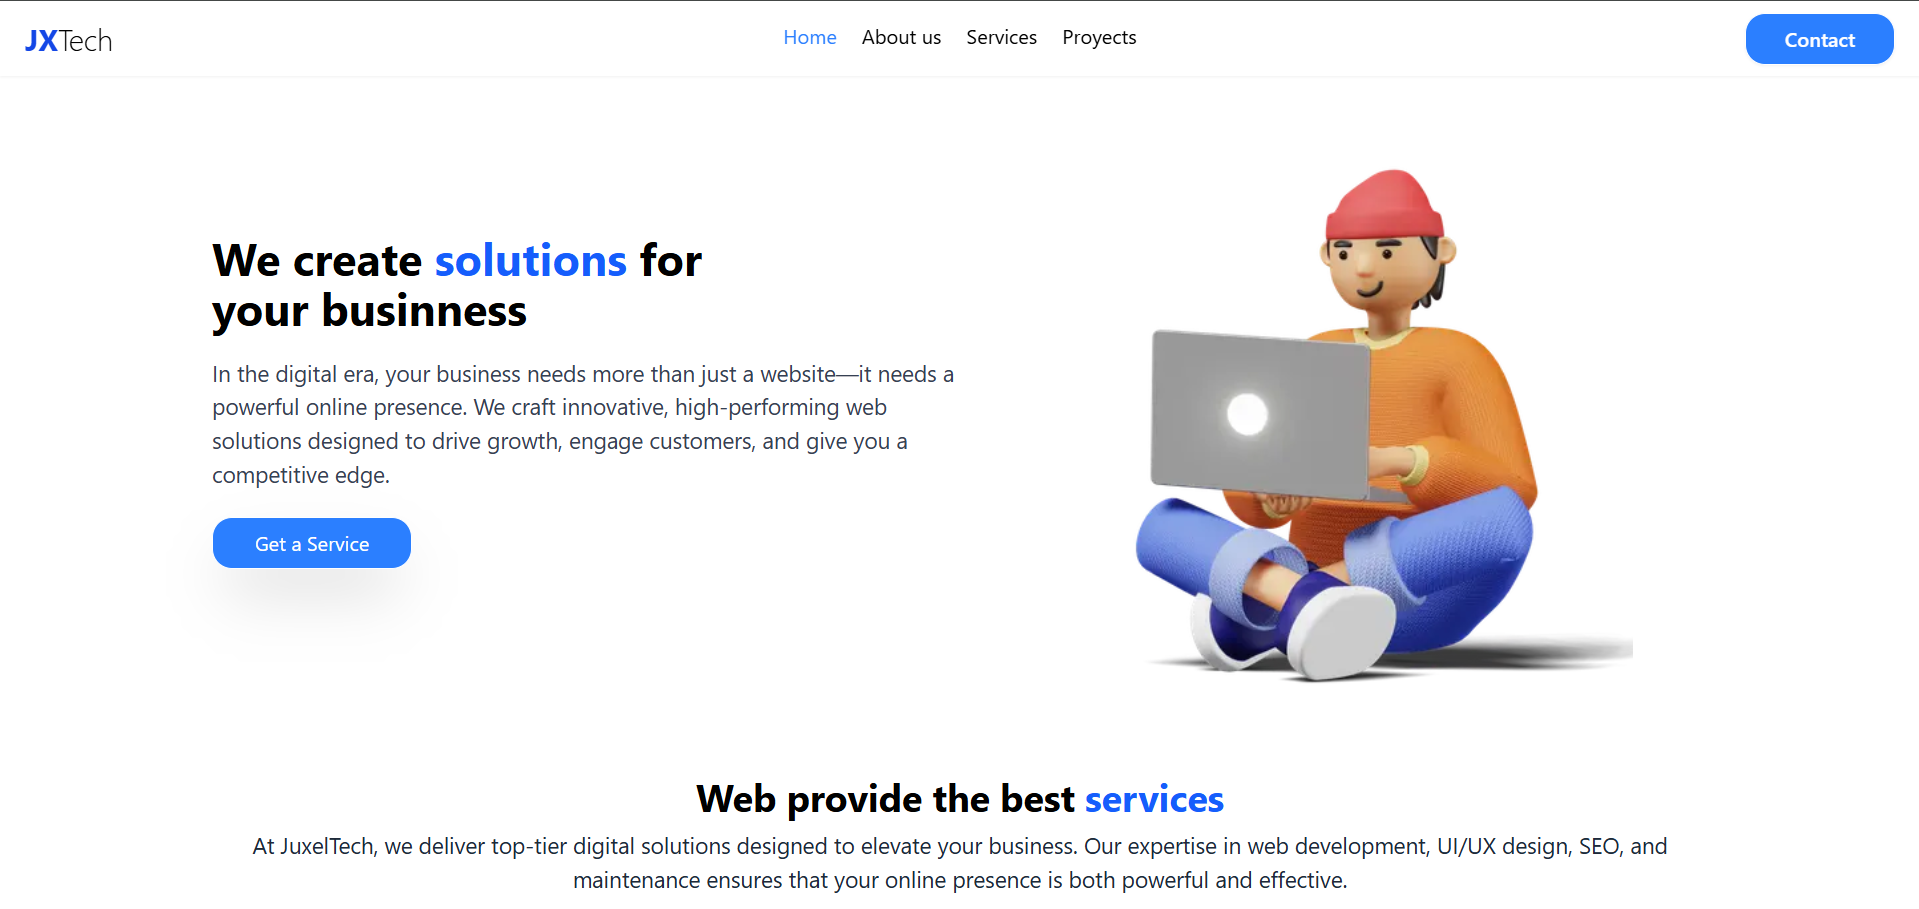 JXTech
Home About us Services Proyects
Contact
We create solutions for
your businness
In the digital era, your business needs more than just a website—it needs a
powerful online presence. We craft innovative, high-performing web
solutions designed to drive growth, engage customers, and give you a
competitive edge.
Get a Service
Web provide the best services
At JuxelTech, we deliver top-tier digital solutions designed to elevate your business. Our expertise in web development, UI/UX design, SEO, and
maintenance ensures that your online presence is both powerful and effective.